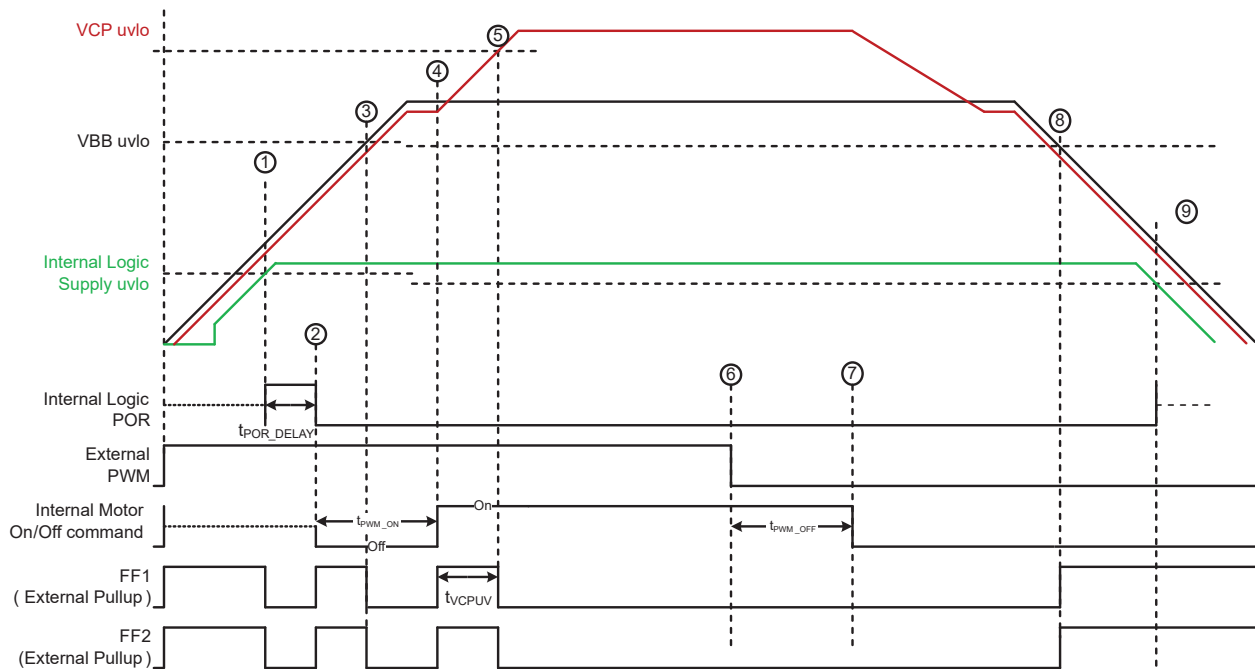 VCP uvlo
⑤
④
③
VBB uvlo
⑧
①
⑨
Internal Logic
Supply uvlo
②
⑥
⑦
Internal Logic
POR
tPOR_DELAY
External
PWM
Internal Motor
On/Off command
tPWM_ON
On
Off
tPWM_OFF
FF1
( External Pullup )
tVCPUV
FF2
(External Pullup )